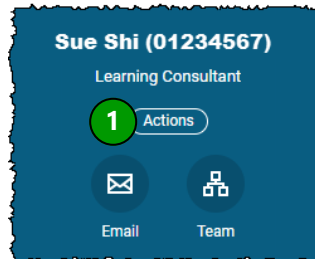 Sue Shi (01234567)
Learning Consultant
1 Actions
Email Team